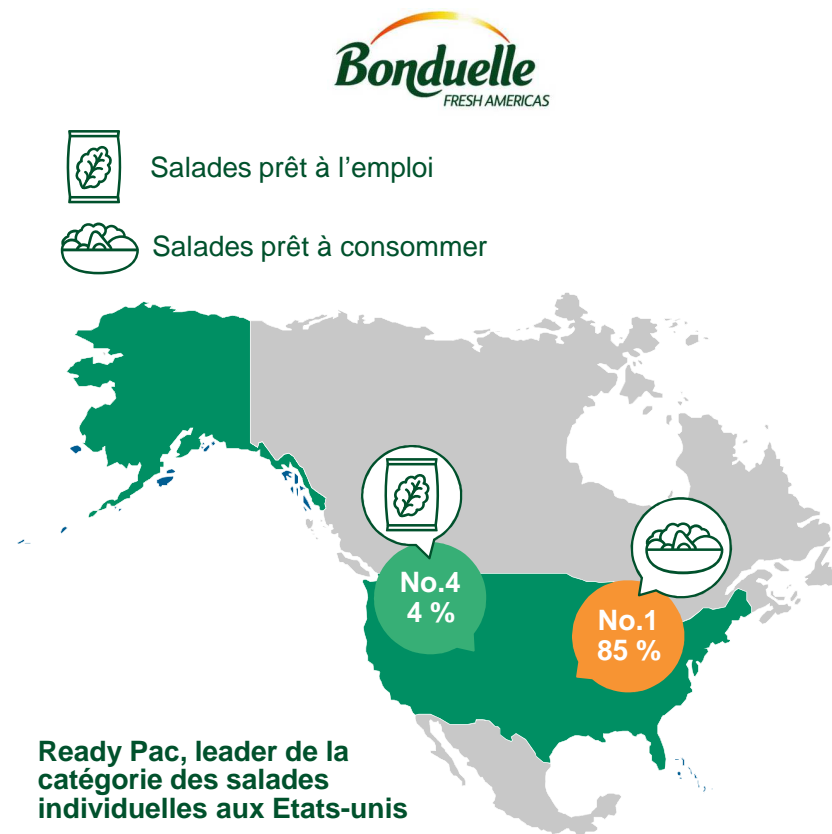 Bonduelle
FRESH AMERICAS
Salades prêt à l'emploi
Salades prêt à consommer
No.4
4 %
No.1
85 %
Ready Pac, leader de la
catégorie des salades
individuelles aux Etats-unis